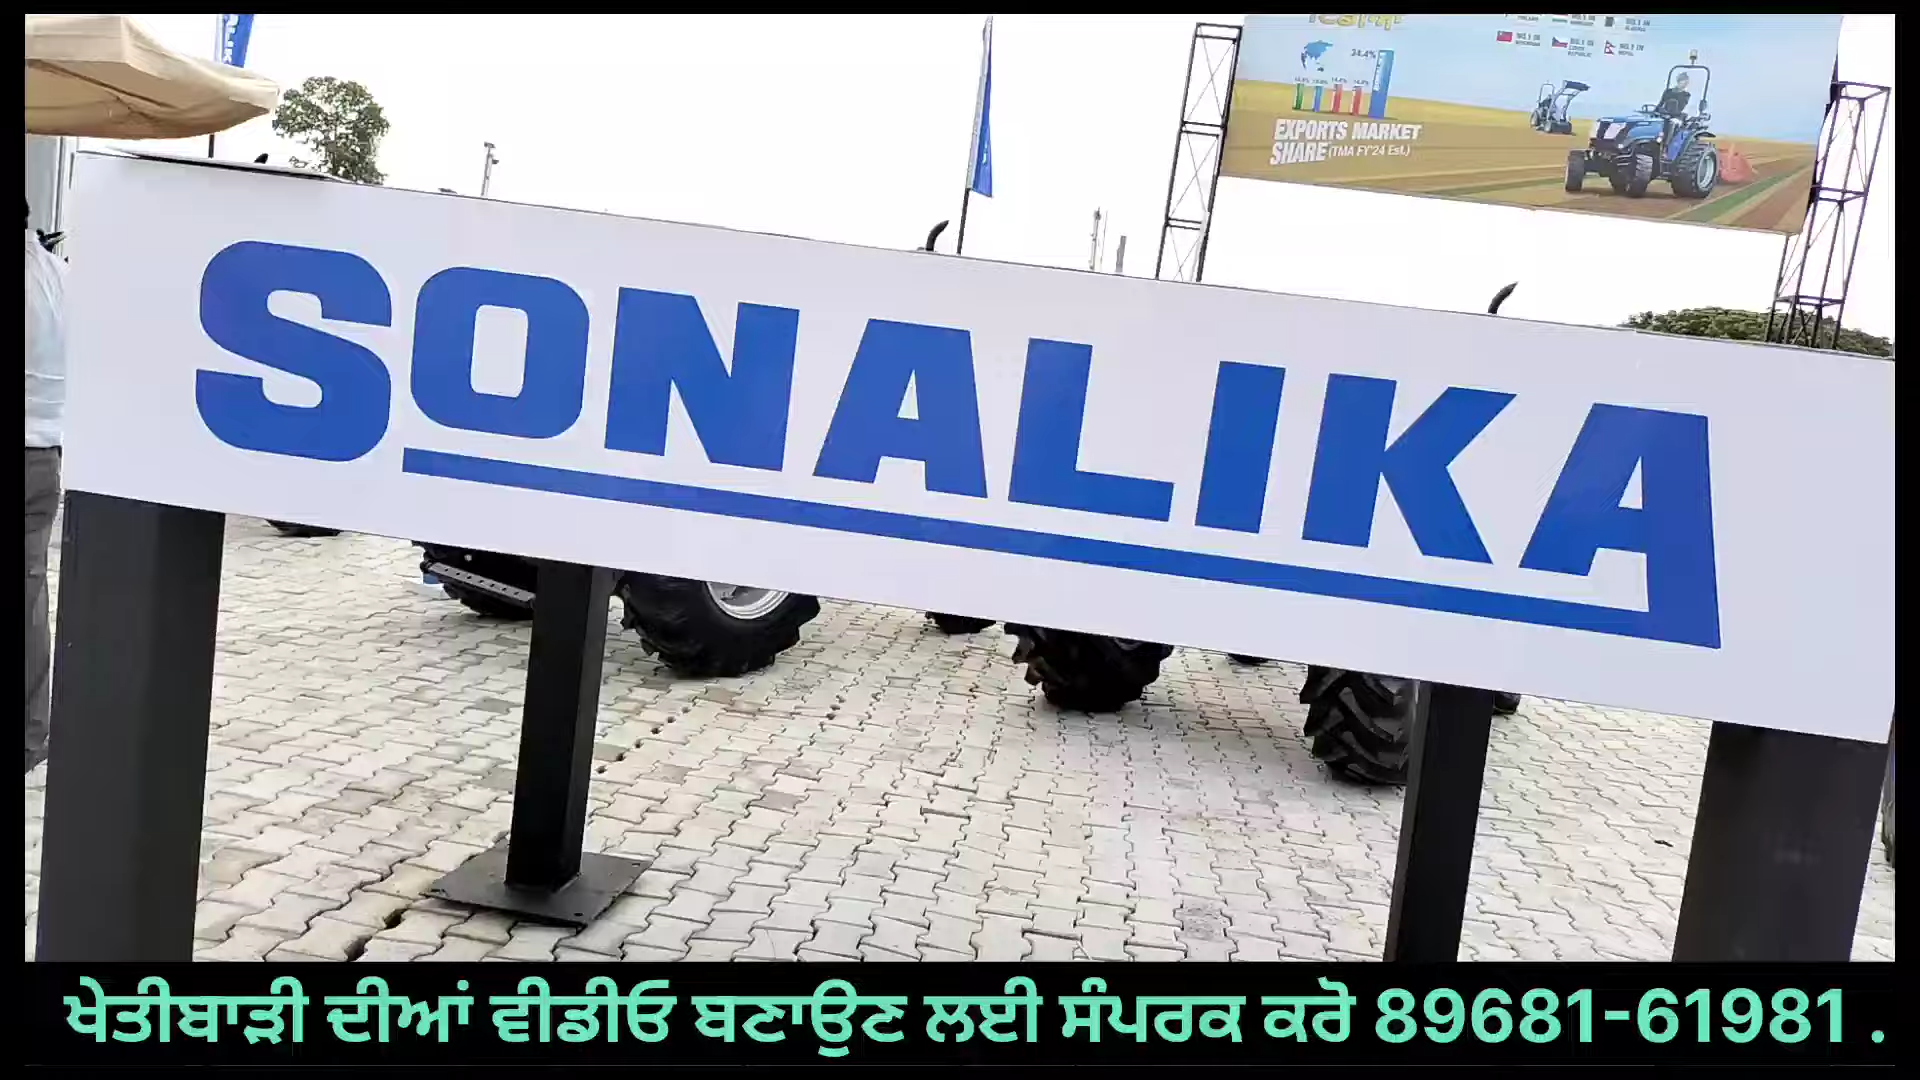 24.4%
EXPORTS MARKET
SHARE (TMA FY'24 Est.)
SONALIKA
ਖੇਤੀਬਾੜੀ ਦੀਆਂ ਵੀਡੀਓ ਬਣਾਉਣ ਲਈ ਸੰਪਰਕ ਕਰੋ 89681-61981 .